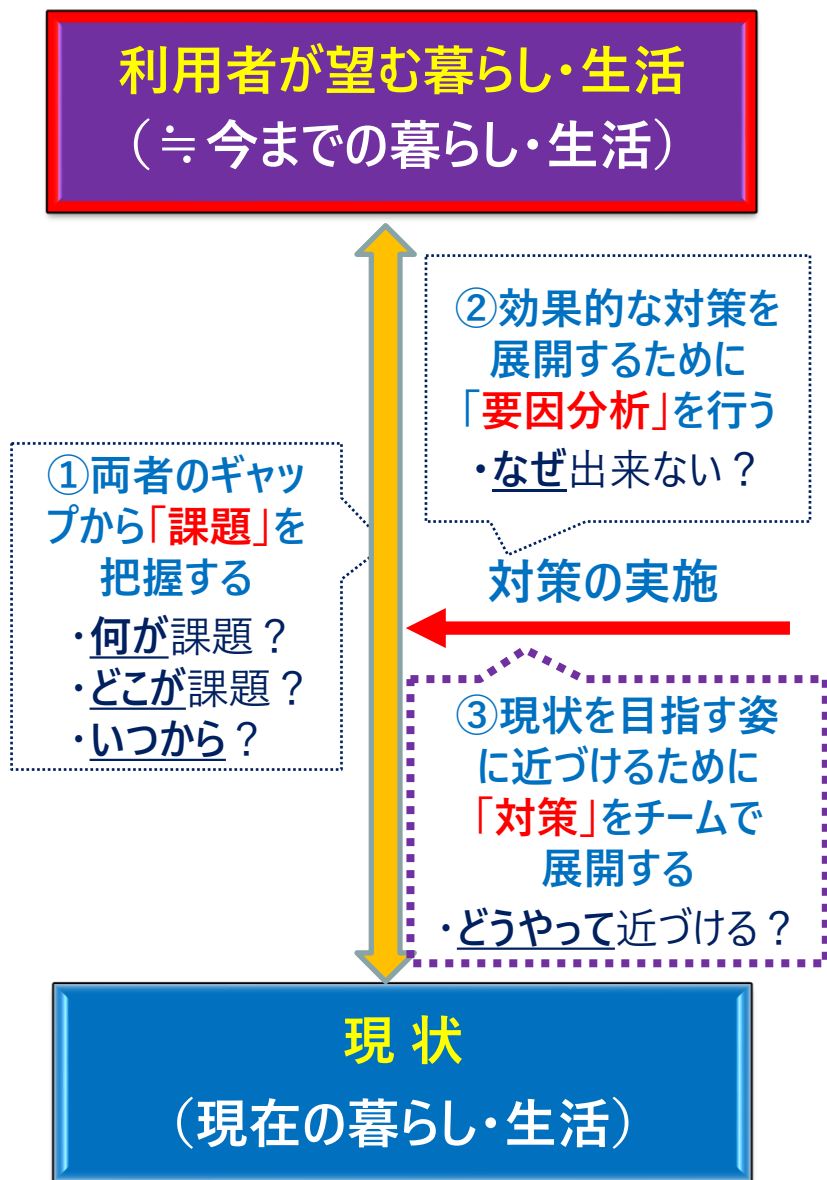 利用者が望む暮らし・生活
（≒今までの暮らし・生活）
①両者のギャッ
プから「課題」を
把握する
・何が課題？
・どこが課題？
・いつから？
②効果的な対策を
展開するために
「要因分析」を行う
・なぜ出来ない？
対策の実施
③現状を目指す姿
に近づけるために
「対策」をチームで
展開する
・どうやって近づける？
現 状
（現在の暮らし・生活）